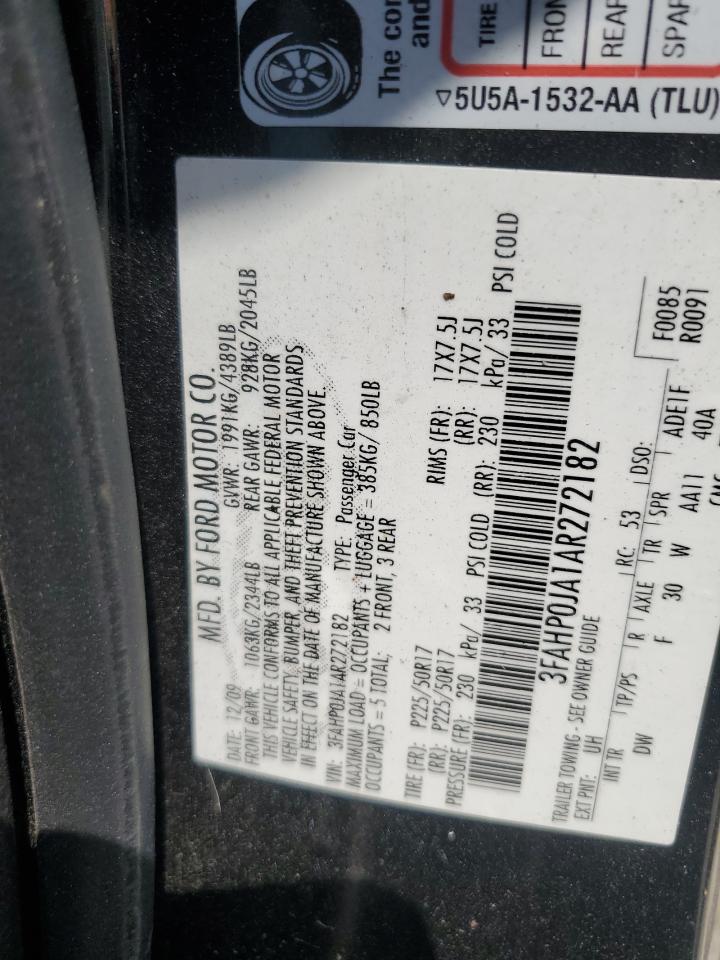 The
and
TIRE
FRON
REAR
SPAR
5U5A-1532-AA (TLU)
MFD. BY FORD MOTOR CO.
DATE: 12/09 GVWR: 1991KG/4389LB
FRONT GAWR: 1063KG/2344LB REAR GAWR: 928KG/2045LB
THIS VEHICLE CONFORMS TO ALL APPLICABLE FEDERAL MOTOR
VEHICLE SAFETY, BUMPER, AND THEFT PREVENTION STANDARDS
IN EFFECT ON THE DATE OF MANUFACTURE SHOWN ABOVE.
VIN: 3FAHP0JA1AR272182 TYPE: Passenger Car
MAXIMUM LOAD = OCCUPANTS + LUGGAGE = 385KG/ 850LB
OCCUPANTS = 5 TOTAL: 2 FRONT, 3 REAR
TIRE (FR): P225/50R17 RIMS (FR): 17X7.5J
(RR): P225/50R17 (RR): 17X7.5J
PRESSURE (FR): 230 kPa/ 33 PSI COLD (RR): 230 kPa/ 33 PSI COLD
3FAHP0JA1AR272182
TRAILER TOWING - SEE OWNER GUIDE F0085
EXT PNT: UH RC: 53 DSO: R0091
INT TR TP/PS R AXLE TR SPR ADE1F
DW F 30 W AA11 40A